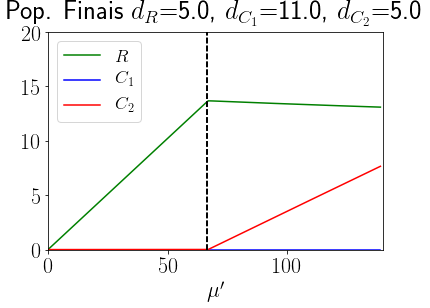 Pop. Finais $d_R$=5.0, $d_{C_1}$=11.0, $d_{C_2}$=5.0
20
15
10
5
0
R
$C_1$
$C_2$
0 50 100
μ′